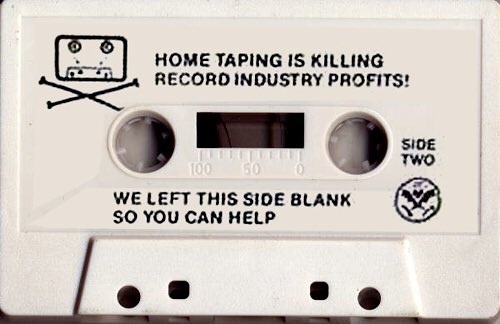 HOME TAPING IS KILLING
RECORD INDUSTRY PROFITS!
SIDE
TWO
100 50 0
WE LEFT THIS SIDE BLANK
SO YOU CAN HELP